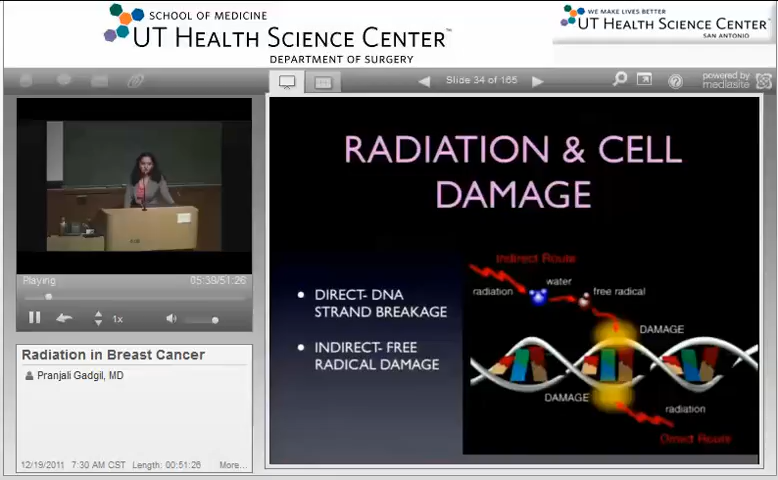 SCHOOL OF MEDICINE
UT HEALTH SCIENCE CENTER™
DEPARTMENT OF SURGERY
WE MAKE LIVES BETTER
UT HEALTH SCIENCE CENTER
SAN ANTONIO
Slide 34 of 165
powered by
mediasite
Playing
05:39/51:26
1x
Radiation in Breast Cancer
Pranjali Gadgil, MD
12/19/2011 7:30 AM CST Length: 00:51:26 More...
RADIATION & CELL
DAMAGE
• DIRECT- DNA
STRAND BREAKAGE
• INDIRECT- FREE
RADICAL DAMAGE
Indirect Route
water
radiation
free radical
DAMAGE
DAMAGE
radiation
Direct Route